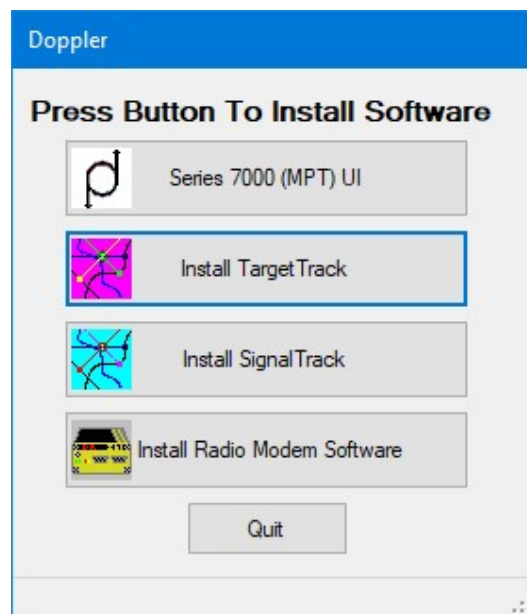 Doppler
Press Button To Install Software
Series 7000 (MPT) UI
Install TargetTrack
Install SignalTrack
Install Radio Modem Software
Quit